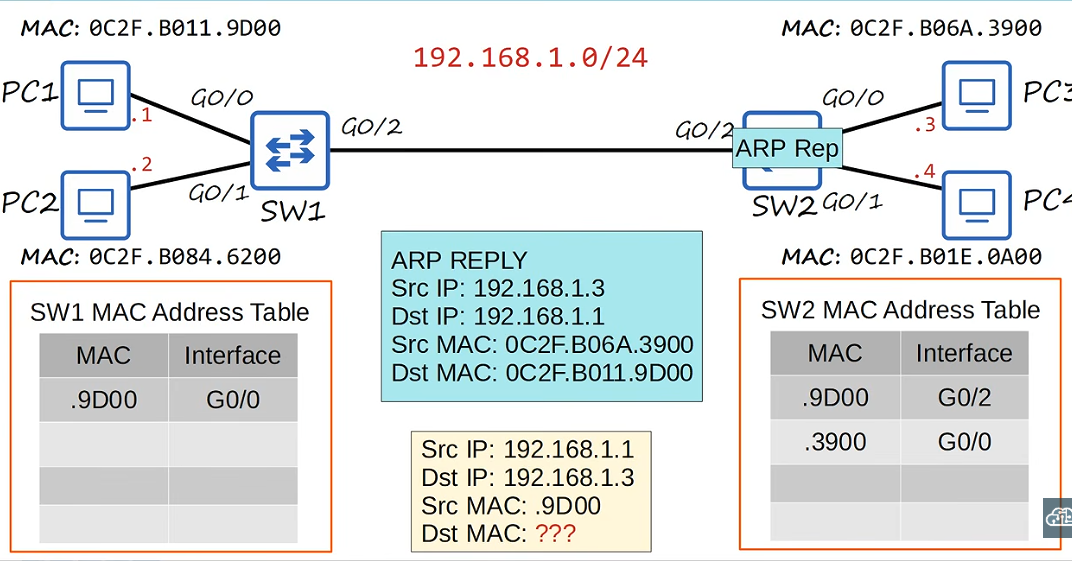 MAC: 0C2F.B011.9D00
MAC: 0C2F.B06A.3900
192.168.1.0/24
PC1
.1
G0/0
G0/2
G0/2
ARP Rep
G0/0
.3
PC3
PC2
.2
G0/1
SW1
SW2
G0/1
.4
PC4
MAC: 0C2F.B084.6200
MAC: 0C2F.B01E.0A00
ARP REPLY
Src IP: 192.168.1.3
Dst IP: 192.168.1.1
Src MAC: 0C2F.B06A.3900
Dst MAC: 0C2F.B011.9D00
SW1 MAC Address Table
MAC Interface
.9D00 G0/0
Src IP: 192.168.1.1
Dst IP: 192.168.1.3
Src MAC: .9D00
Dst MAC: ???
SW2 MAC Address Table
MAC Interface
.9D00 G0/2
.3900 G0/0